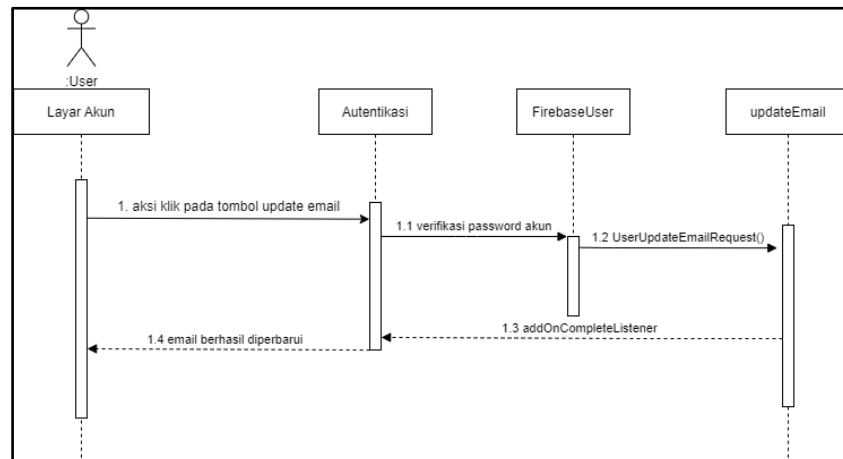 :User
Layar Akun
Autentikasi
FirebaseUser
updateEmail
1. aksi klik pada tombol update email
1.1 verifikasi password akun
1.2 UserUpdateEmailRequest()
1.3 addOnCompleteListener
1.4 email berhasil diperbarui